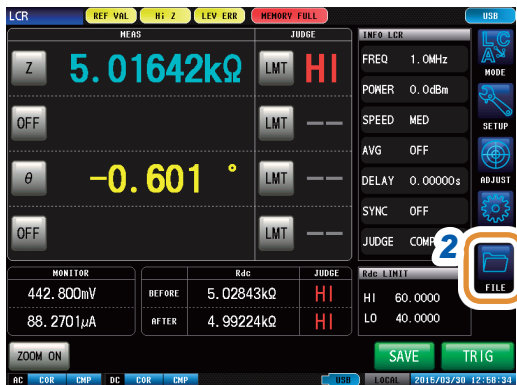 LCR REF VAL Hi Z LEV ERR MEMORY FULL USB
MEAS JUDGE INFO LCR
Z 5.01642kΩ LMT HI
OFF LMT --
θ -0.601 ° LMT --
OFF LMT --
FREQ 1.0MHz
POWER 0.0dBm
SPEED MED
AVG OFF
DELAY 0.00000s
SYNC OFF
JUDGE COMP
LC
A
MODE
SETUP
ADJUST
2
FILE
MONITOR Rdc JUDGE Rdc LIMIT
442.800mV BEFORE 5.02843kΩ HI HI 60.0000
88.2701μA AFTER 4.99224kΩ HI LO 40.0000
ZOOM ON SAVE TRIG
AC COR CMP DC COR CMP USB LOCAL 2015/03/30 12:58:34